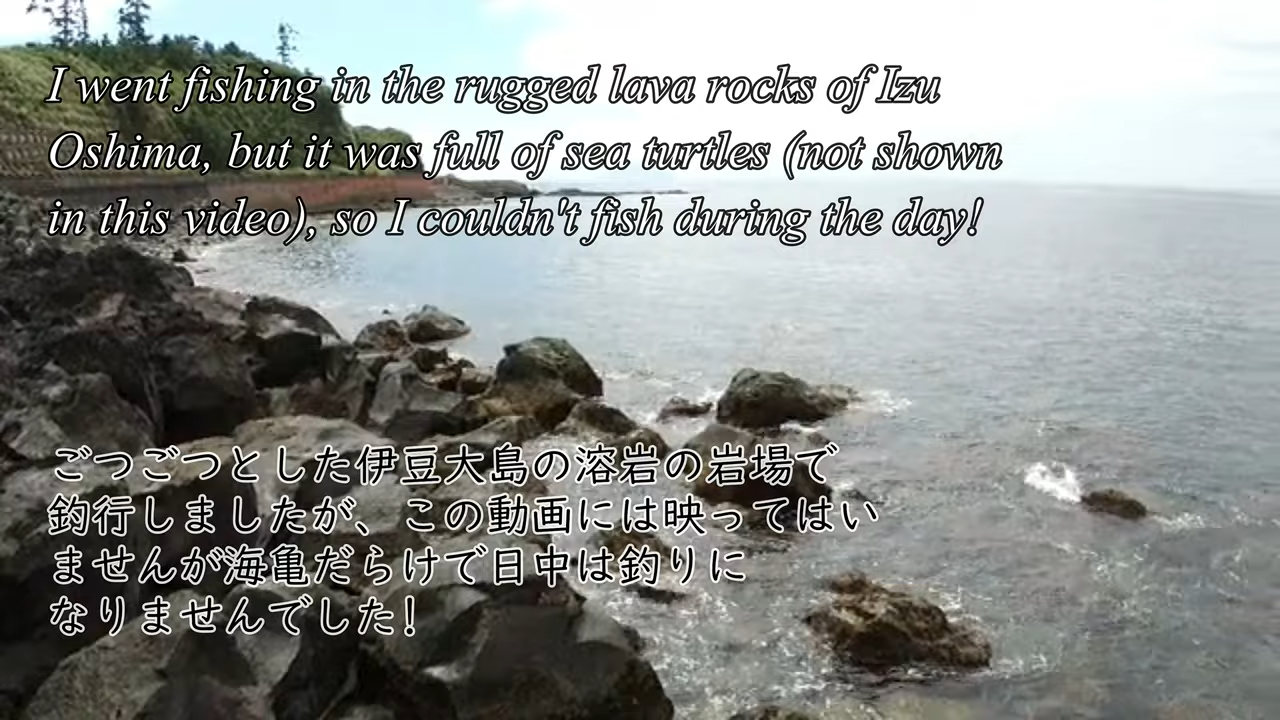 I went fishing in the rugged lava rocks of Izu
Oshima, but it was full of sea turtles (not shown
in this video), so I couldn't fish during the day!
ごつごつとした伊豆大島の溶岩の岩場で
釣行しましたが、この動画には映ってはい
ませんが海亀だらけで日中は釣りに
なりませんでした!